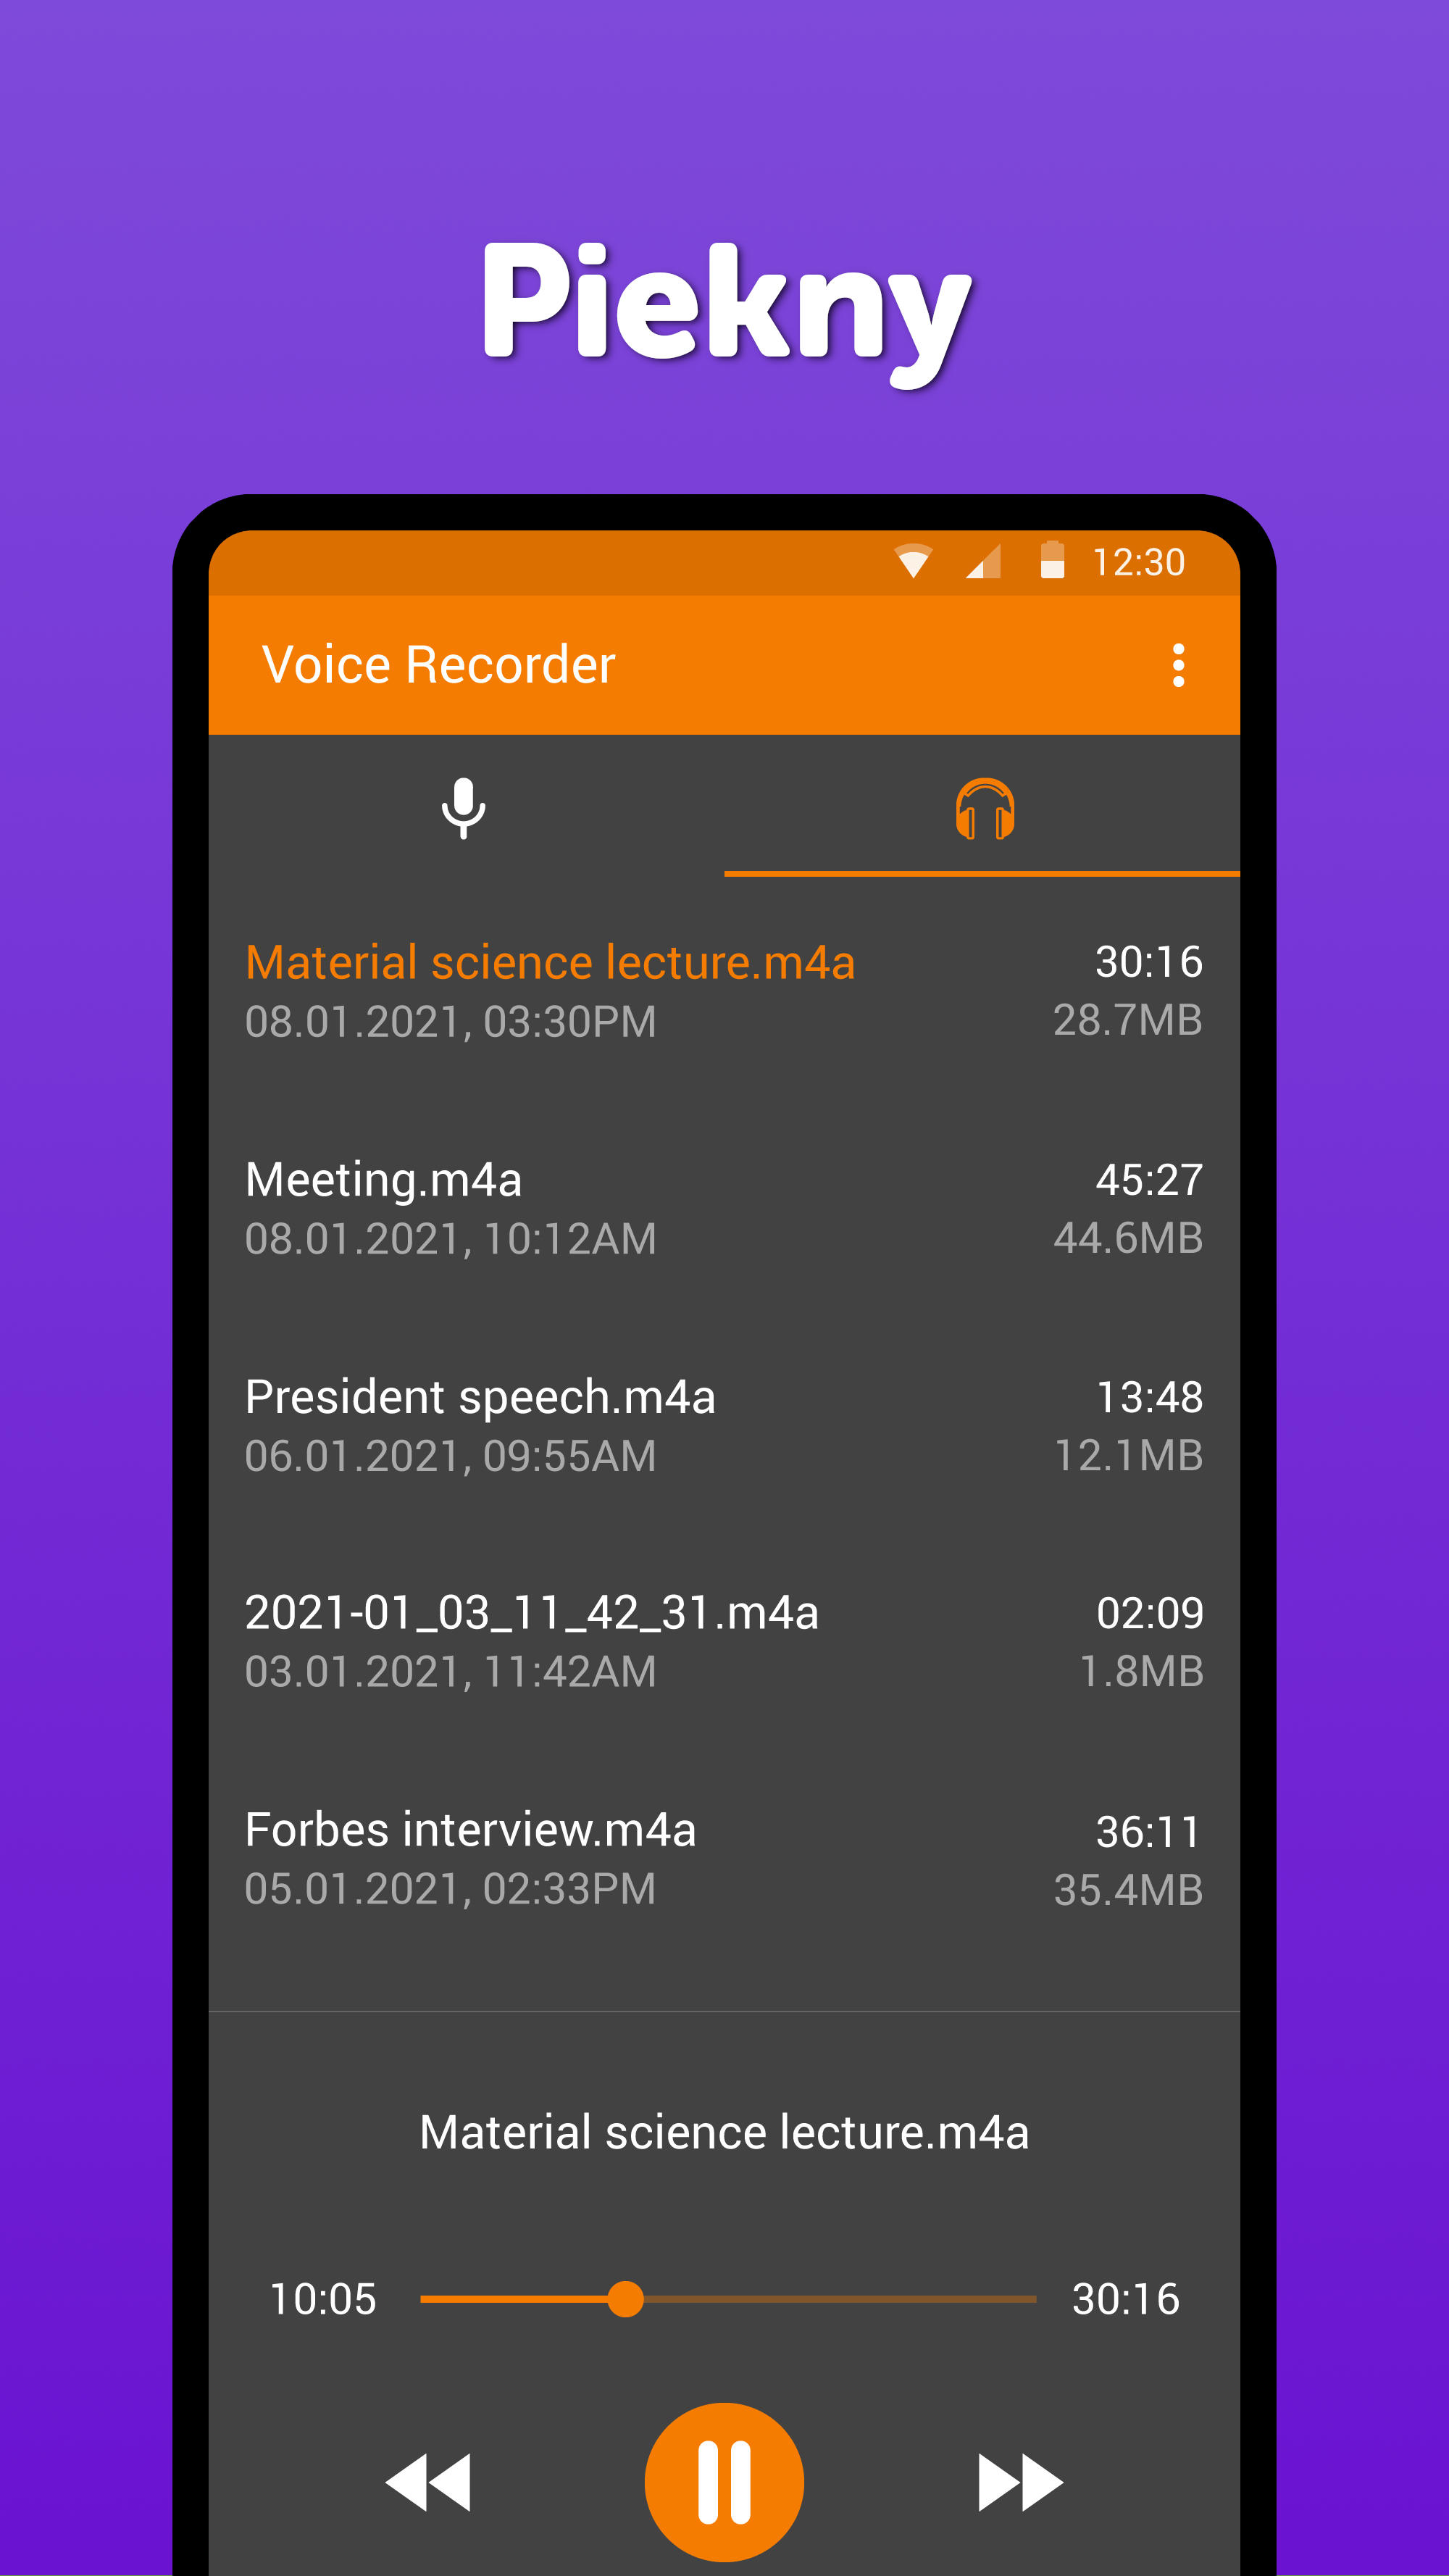 Piekny
12:30
Voice Recorder
Material science lecture.m4a 30:16
08.01.2021, 03:30PM 28.7MB
Meeting.m4a 45:27
08.01.2021, 10:12AM 44.6MB
President speech.m4a 13:48
06.01.2021, 09:55AM 12.1MB
2021-01_03_11_42_31.m4a 02:09
03.01.2021, 11:42AM 1.8MB
Forbes interview.m4a 36:11
05.01.2021, 02:33PM 35.4MB
Material science lecture.m4a
10:05 30:16